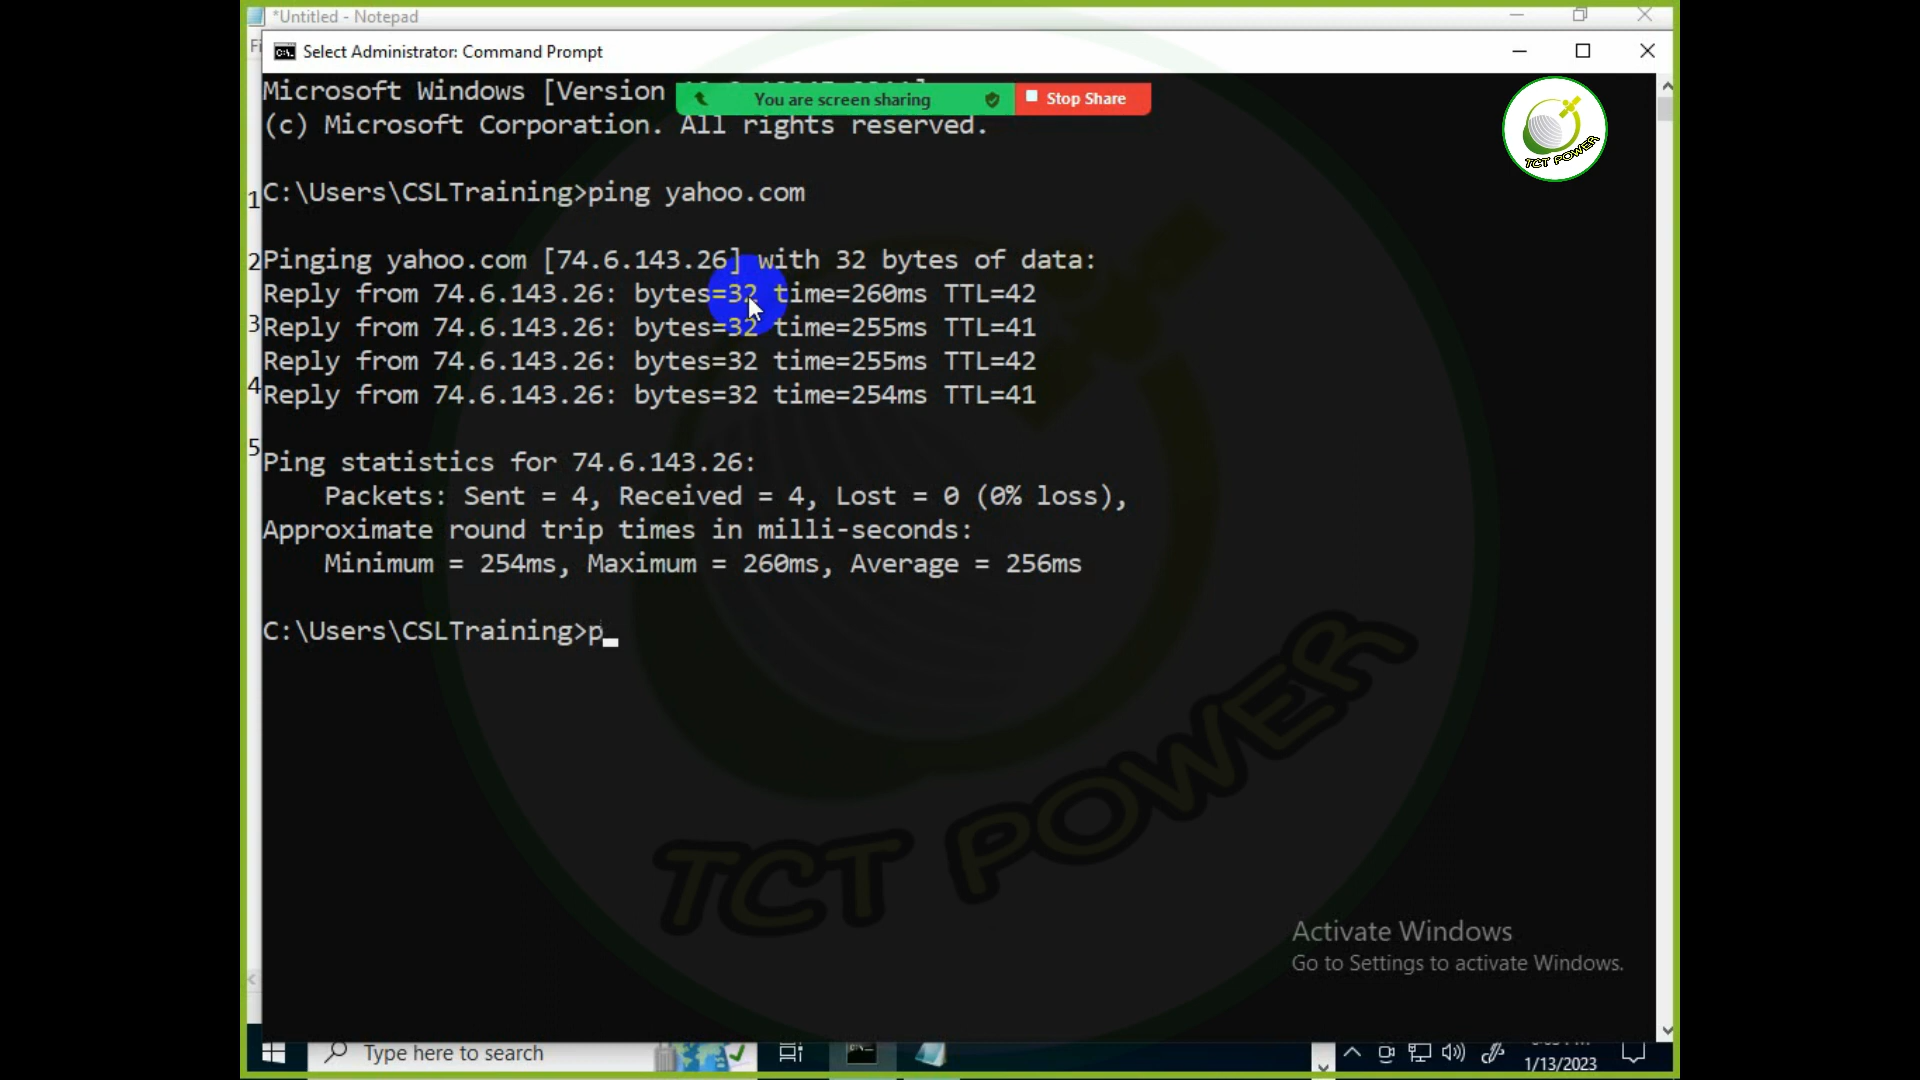 *Untitled - Notepad
Select Administrator: Command Prompt
Microsoft Windows [Version
You are screen sharing
Stop Share
(c) Microsoft Corporation. All rights reserved.
TCT POWER
C:\Users\CSLTraining>ping yahoo.com
1
Pinging yahoo.com [74.6.143.26] with 32 bytes of data:
2
Reply from 74.6.143.26: bytes=32 time=260ms TTL=42
Reply from 74.6.143.26: bytes=32 time=255ms TTL=41
3
Reply from 74.6.143.26: bytes=32 time=255ms TTL=42
Reply from 74.6.143.26: bytes=32 time=254ms TTL=41
4
5
Ping statistics for 74.6.143.26:
Packets: Sent = 4, Received = 4, Lost = 0 (0% loss),
Approximate round trip times in milli-seconds:
Minimum = 254ms, Maximum = 260ms, Average = 256ms
C:\Users\CSLTraining>p_
TCT POWER
Activate Windows
Go to Settings to activate Windows.
Type here to search
1/13/2023